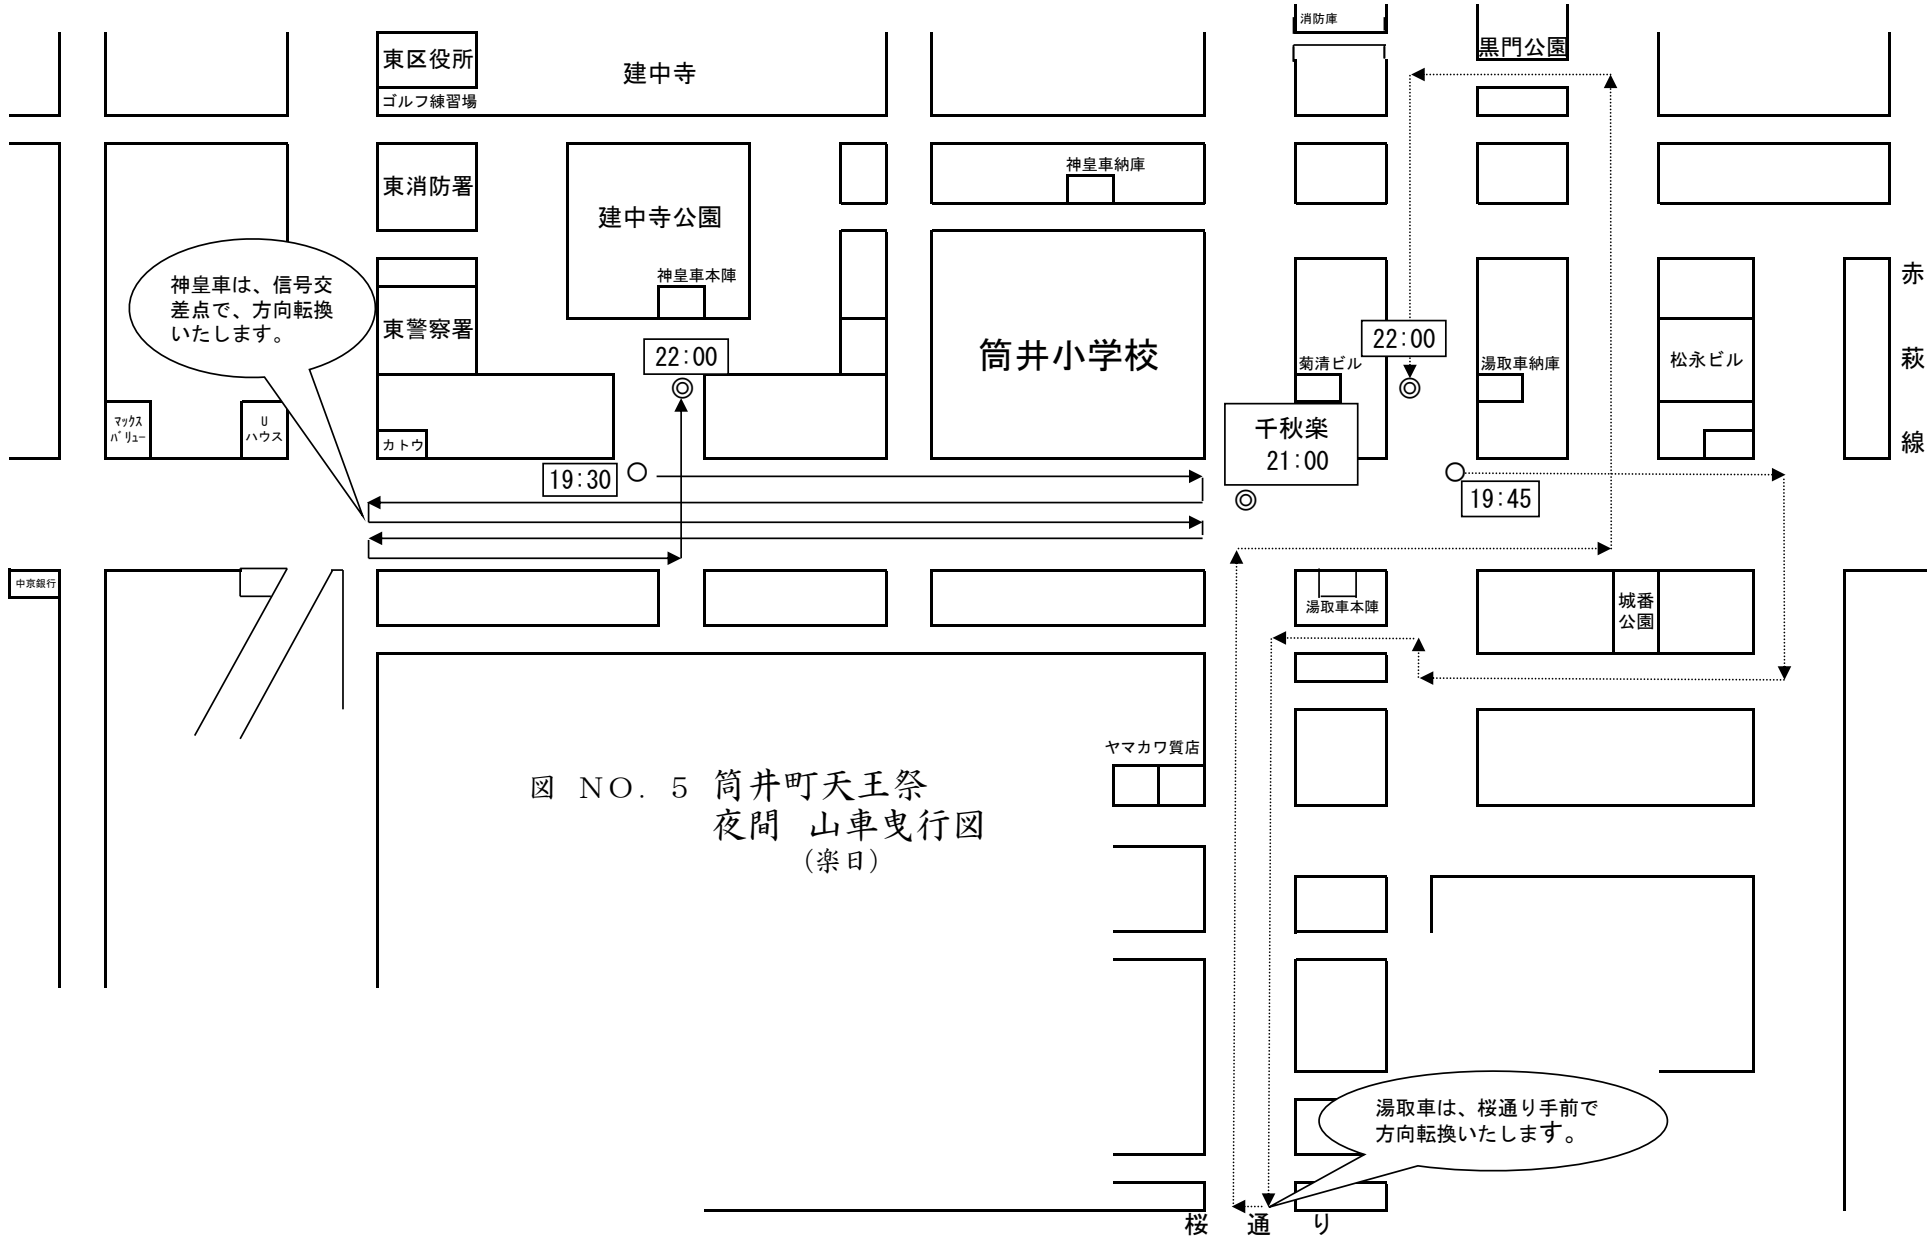 消防庫
黒門公園
東区役所
ゴルフ練習場
建中寺
東消防署
建中寺公園
神皇車納庫
神皇車は、信号交
差点で、方向転換
いたします。
神皇車本陣
東警察署
22:00
筒井小学校
菊清ビル
22:00
湯取車納庫
松永ビル
赤
萩
線
マックス
バリュー
U
ハウス
カトウ
千秋楽
21:00
19:30
19:45
中京銀行
湯取車本陣
城番
公園
ヤマカワ質店
図 NO. 5 筒井町天王祭
夜間 山車曳行図
(楽日)
湯取車は、桜通り手前で
方向転換いたします。
桜 通 り